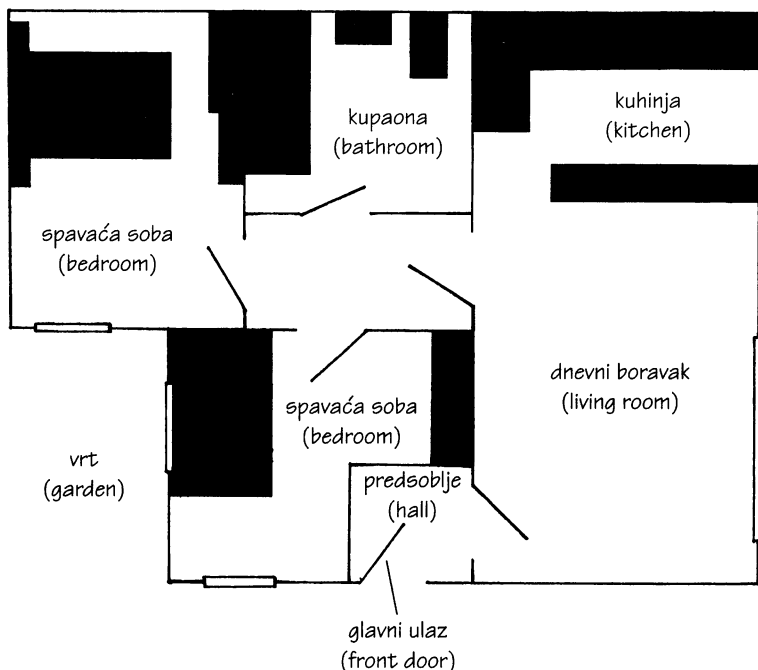 kupaona
(bathroom)
kuhinja
(kitchen)
spavaća soba
(bedroom)
dnevni boravak
(living room)
spavaća soba
(bedroom)
vrt
(garden)
predsoblje
(hall)
glavni ulaz
(front door)